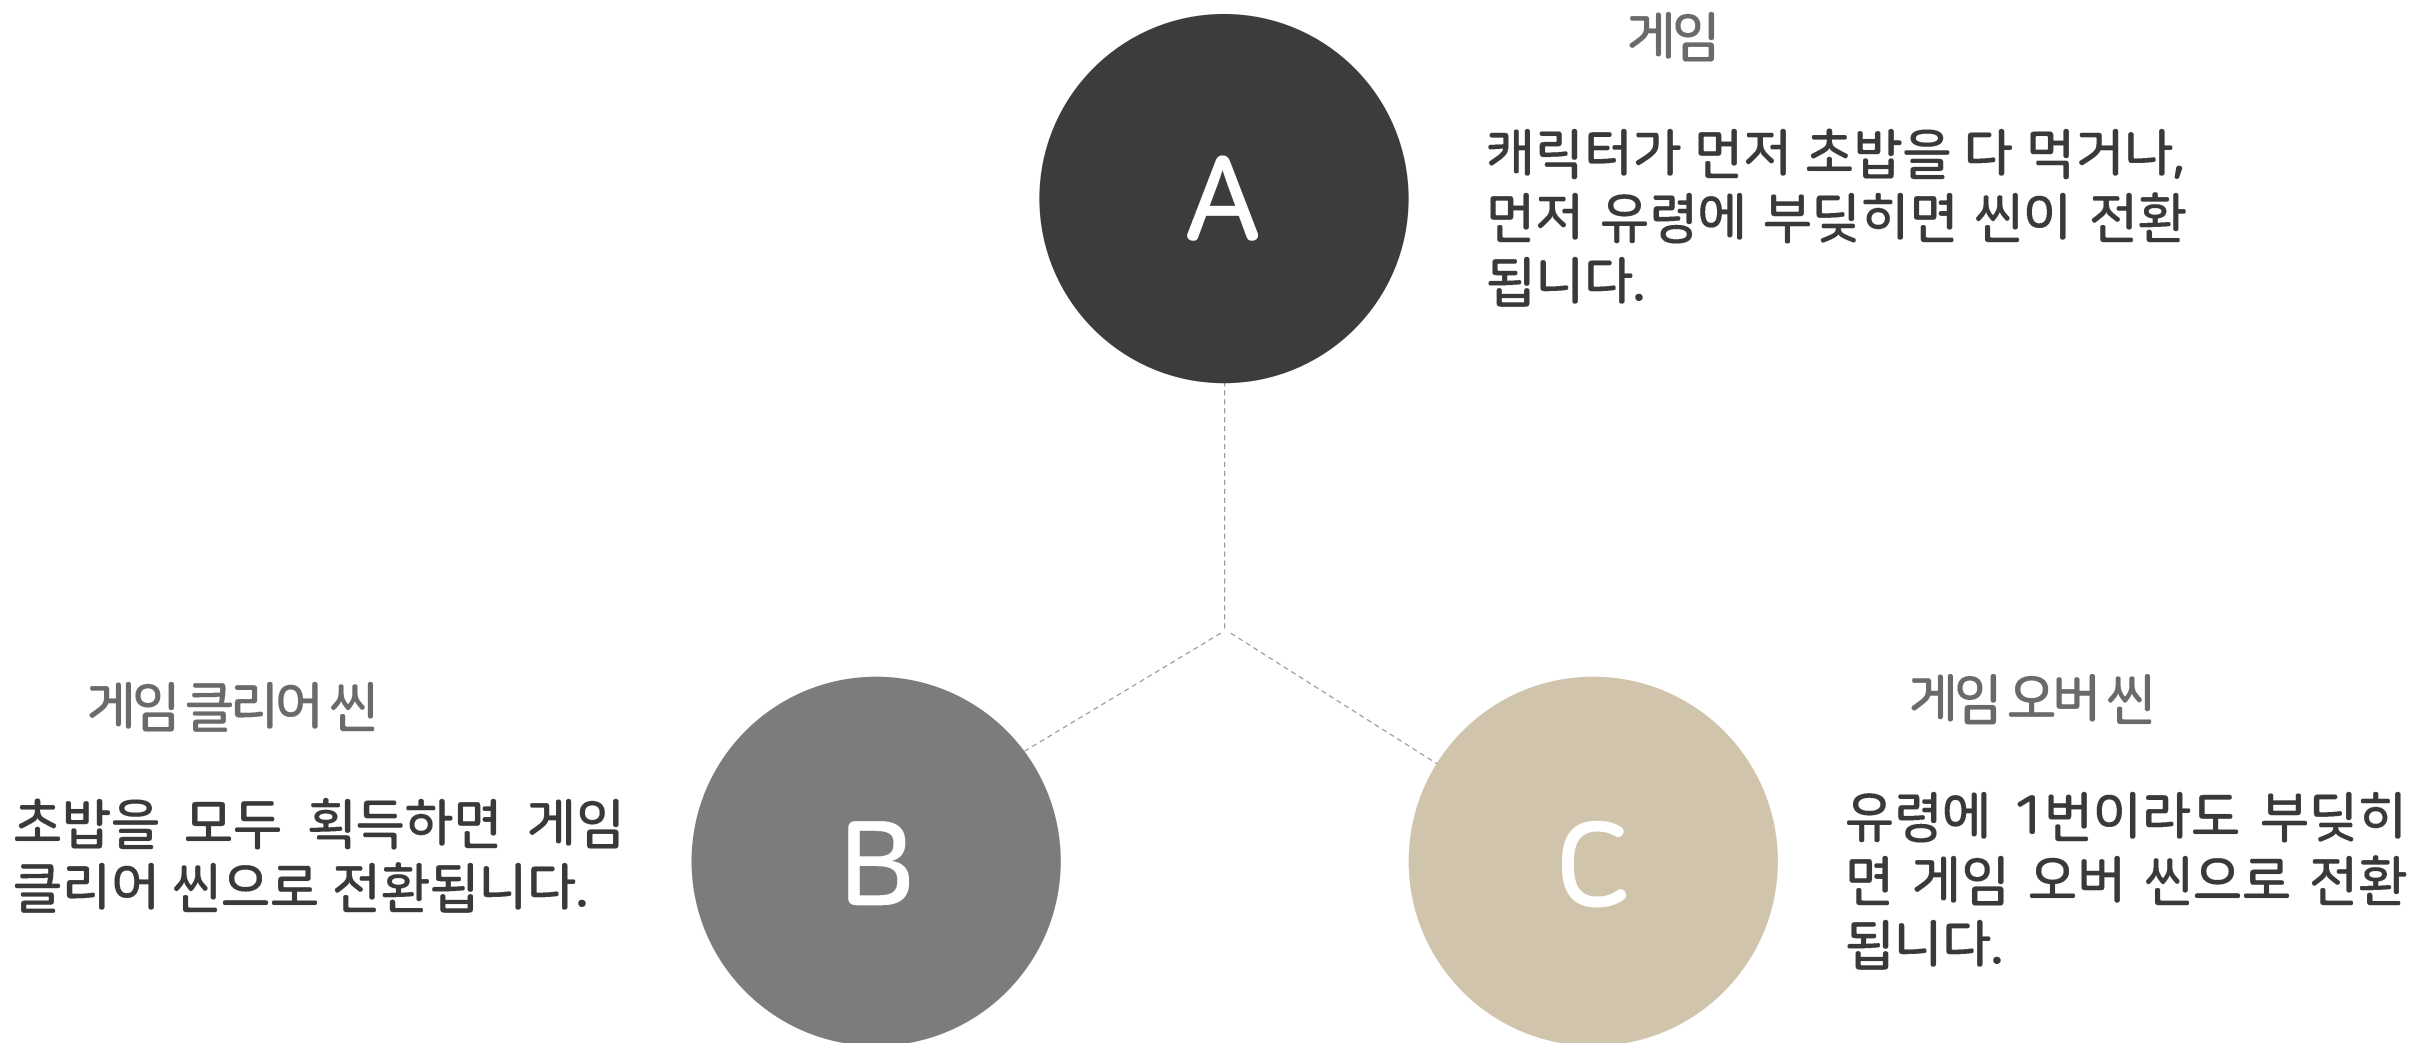 A
게임
캐릭터가 먼저 초밥을 다 먹거나,
먼저 유령에 부딪히면 씬이 전환
됩니다.
게임 클리어 씬
초밥을 모두 획득하면 게임
클리어 씬으로 전환됩니다.
B
C
게임 오버 씬
유령에 1번이라도 부딪히
면 게임 오버 씬으로 전환
됩니다.